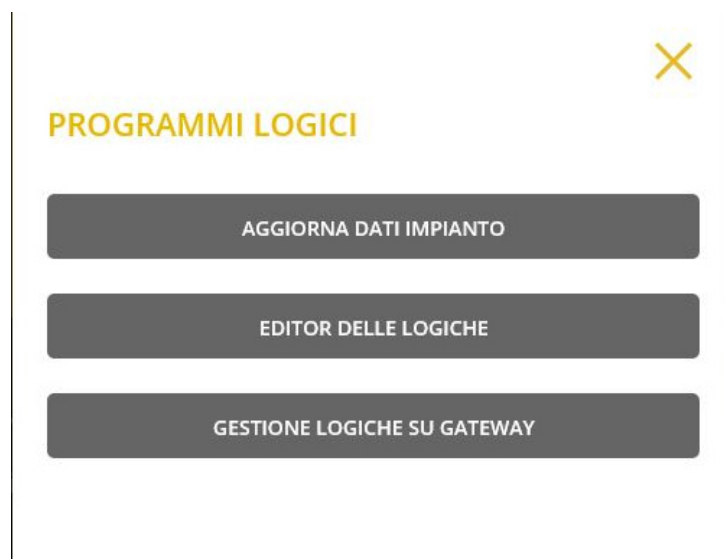 PROGRAMMI LOGICI
AGGIORNA DATI IMPIANTO
EDITOR DELLE LOGICHE
GESTIONE LOGICHE SU GATEWAY